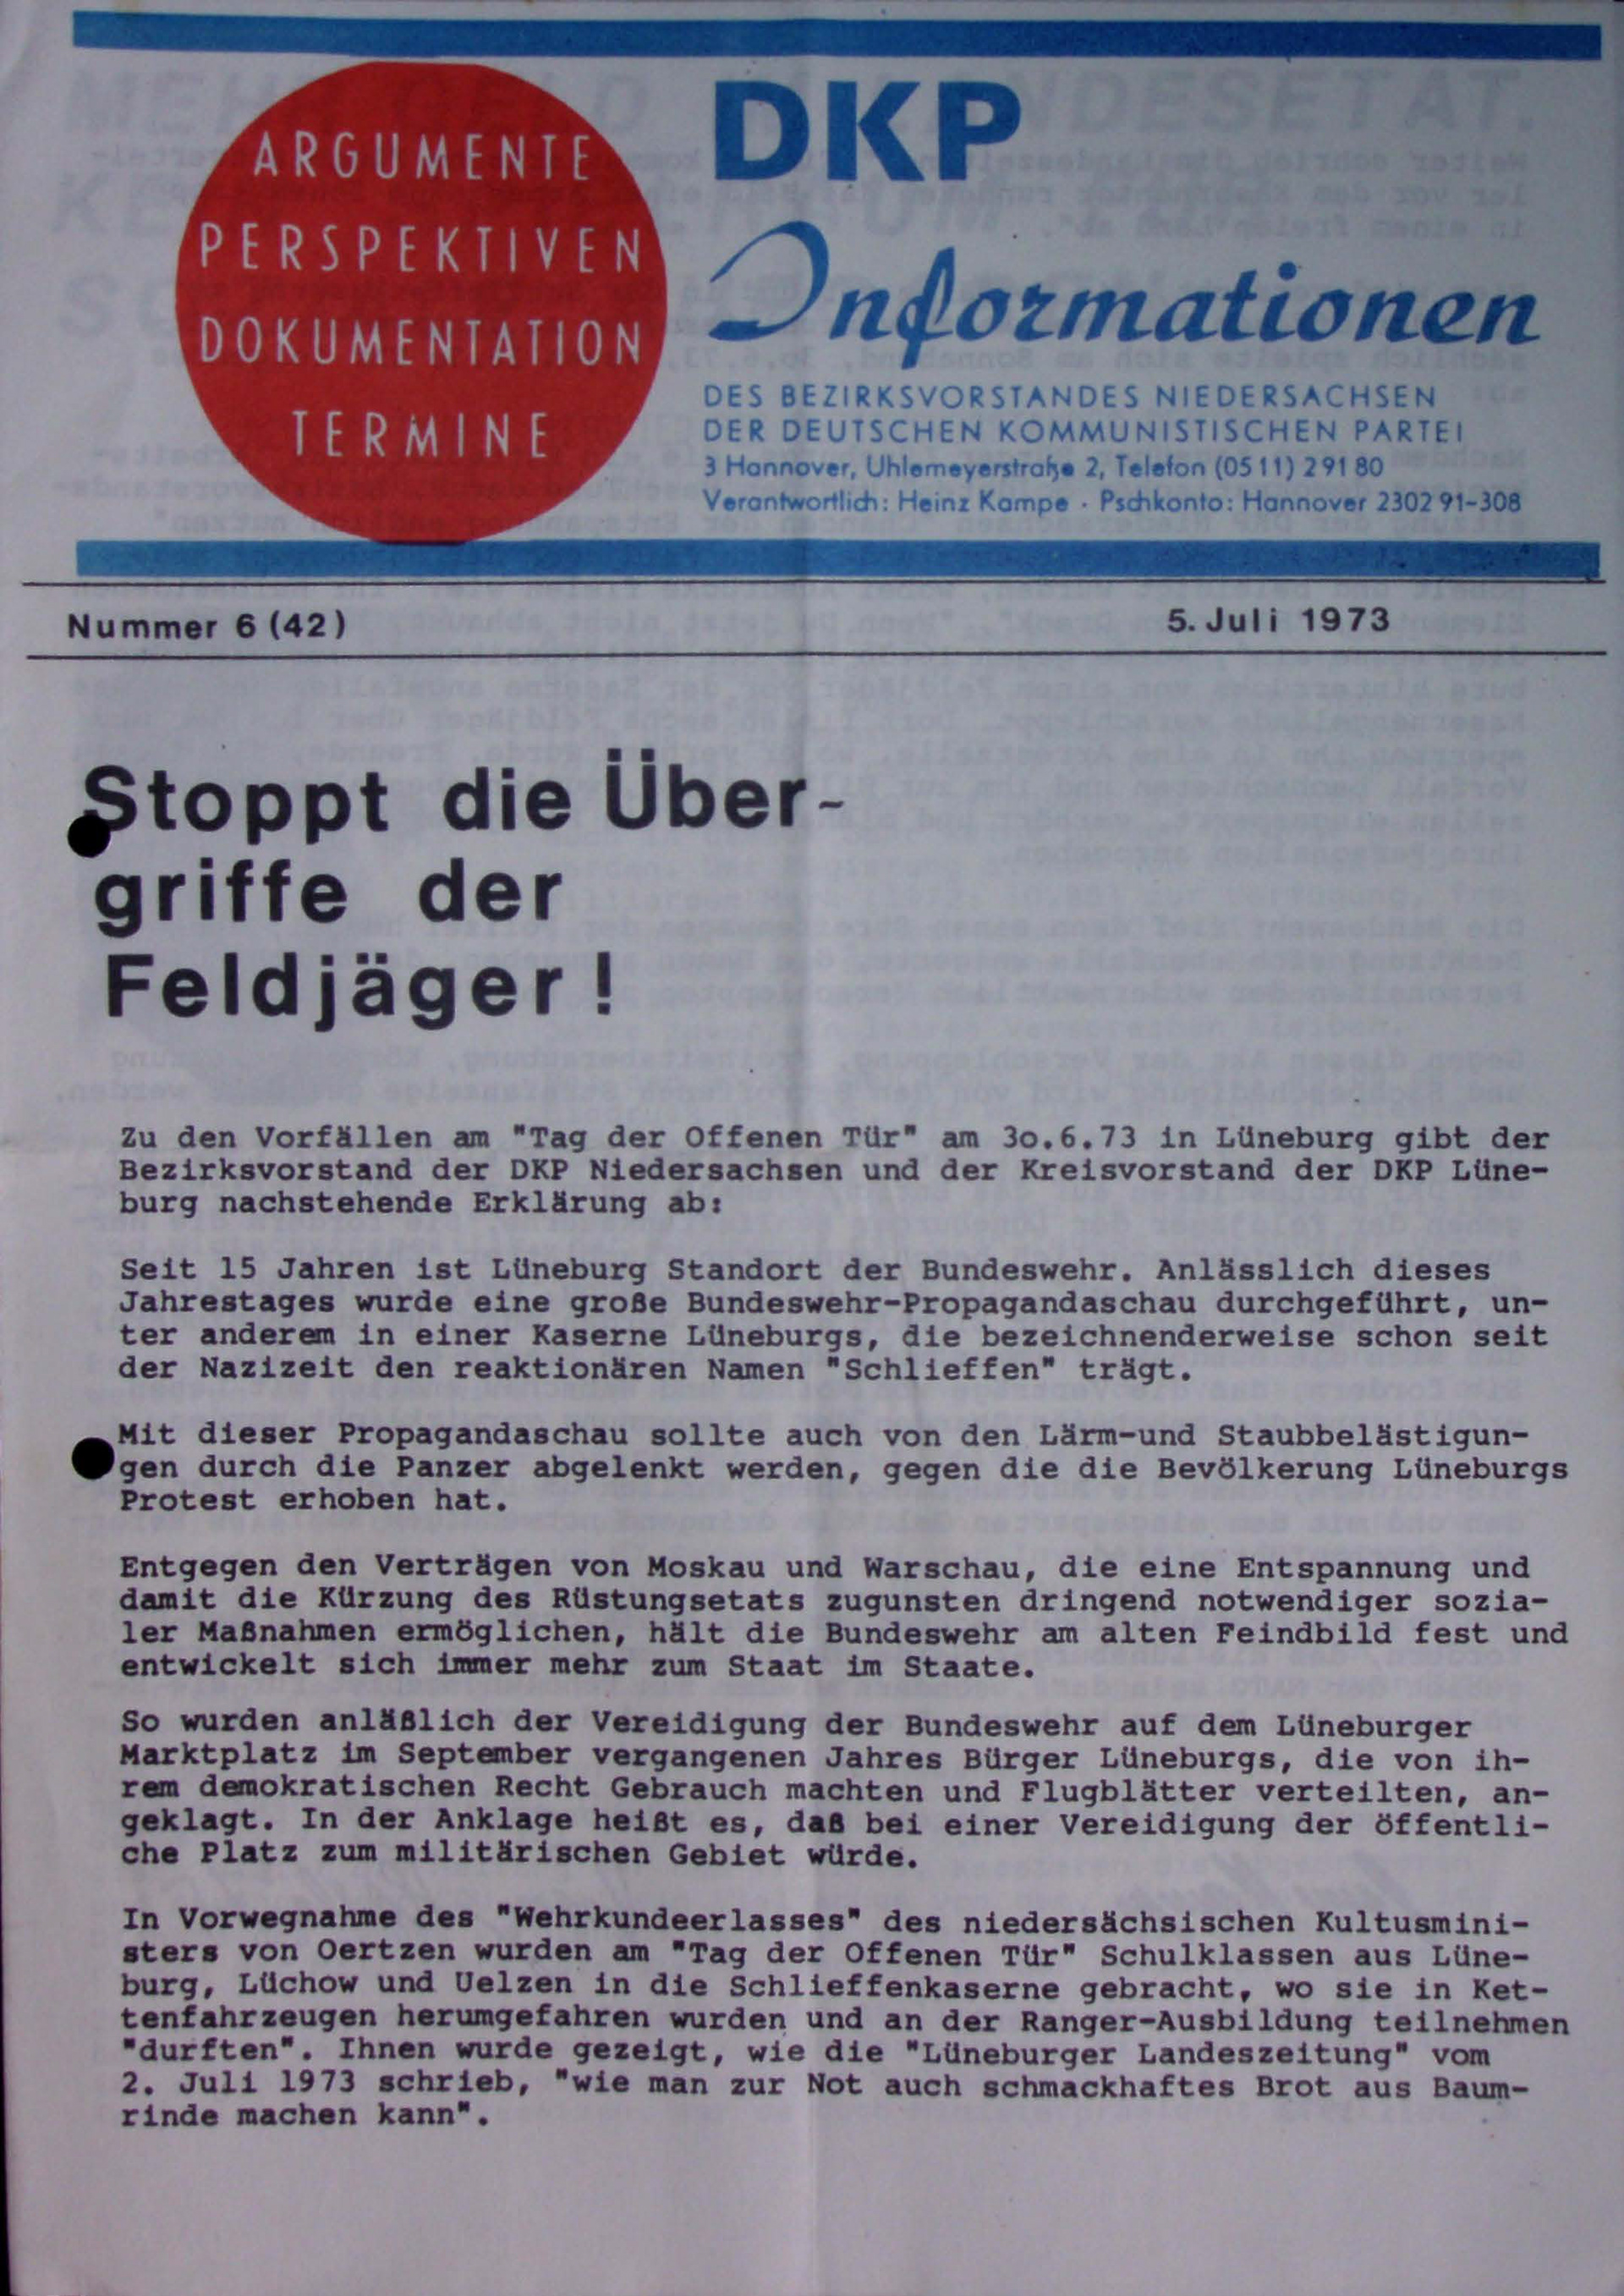 ARGUMENTE
PERSPEKTIVEN
DOKUMENTATION
TERMINE
DKP
Informationen
DES BEZIRKSVORSTANDES NIEDERSACHSEN
DER DEUTSCHEN KOMMUNISTISCHEN PARTEI
3 Hannover, Uhlemeyerstraße 2, Telefon (0511) 29180
Verantwortlich: Heinz Kampe · Pschkonto: Hannover 2302 91-308
Nummer 6 (42)
5. Juli 1973
Stoppt die Über-
griffe der
Feldjäger!
Zu den Vorfällen am "Tag der Offenen Tür" am 3o.6.73 in Lüneburg gibt der
Bezirksvorstand der DKP Niedersachsen und der Kreisvorstand der DKP Lüne-
burg nachstehende Erklärung ab:
Seit 15 Jahren ist Lüneburg Standort der Bundeswehr. Anlässlich dieses
Jahrestages wurde eine große Bundeswehr-Propagandaschau durchgeführt, un-
ter anderem in einer Kaserne Lüneburgs, die bezeichnenderweise schon seit
der Nazizeit den reaktionären Namen "Schlieffen" trägt.
Mit dieser Propagandaschau sollte auch von den Lärm-und Staubbelästigun-
gen durch die Panzer abgelenkt werden, gegen die die Bevölkerung Lüneburgs
Protest erhoben hat.
Entgegen den Verträgen von Moskau und Warschau, die eine Entspannung und
damit die Kürzung des Rüstungsetats zugunsten dringend notwendiger sozia-
ler Maßnahmen ermöglichen, hält die Bundeswehr am alten Feindbild fest und
entwickelt sich immer mehr zum Staat im Staate.
So wurden anläßlich der Vereidigung der Bundeswehr auf dem Lüneburger
Marktplatz im September vergangenen Jahres Bürger Lüneburgs, die von ih-
rem demokratischen Recht Gebrauch machten und Flugblätter verteilten, an-
geklagt. In der Anklage heißt es, daß bei einer Vereidigung der öffentli-
che Platz zum militärischen Gebiet würde.
In Vorwegnahme des "Wehrkundeerlasses" des niedersächsischen Kultusmini-
sters von Oertzen wurden am "Tag der Offenen Tür" Schulklassen aus Lüne-
burg, Lüchow und Uelzen in die Schlieffenkaserne gebracht, wo sie in Ket-
tenfahrzeugen herumgefahren wurden und an der Ranger-Ausbildung teilnehmen
"durften". Ihnen wurde gezeigt, wie die "Lüneburger Landeszeitung" vom
2. Juli 1973 schrieb, "wie man zur Not auch schmackhaftes Brot aus Baum-
rinde machen kann".